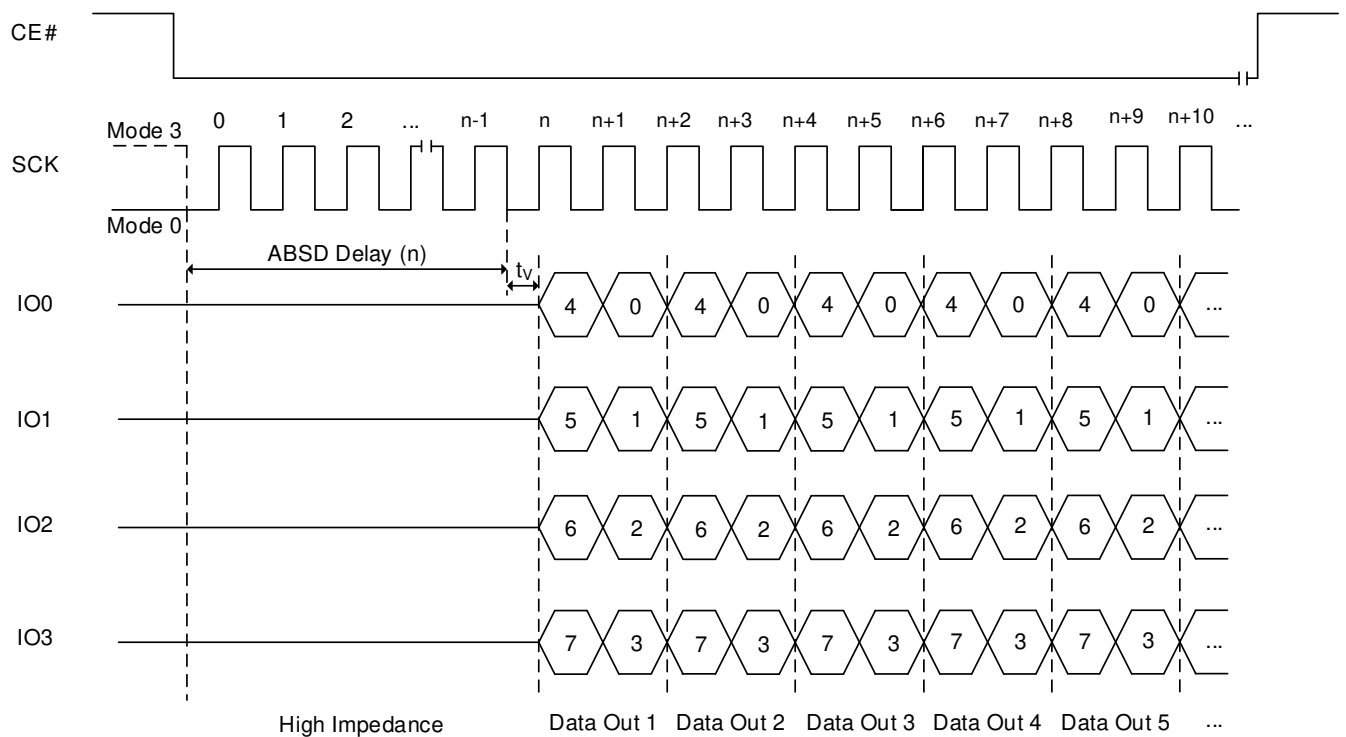 CE#
Mode 3 0 1 2 ... n-1 n n+1 n+2 n+3 n+4 n+5 n+6 n+7 n+8 n+9 n+10 ...
SCK
Mode 0
ABSD Delay (n)
tV
IO0 4 0 4 0 4 0 4 0 4 0 ...
IO1 5 1 5 1 5 1 5 1 5 1 ...
IO2 6 2 6 2 6 2 6 2 6 2 ...
IO3 7 3 7 3 7 3 7 3 7 3 ...
High Impedance Data Out 1 Data Out 2 Data Out 3 Data Out 4 Data Out 5 ...